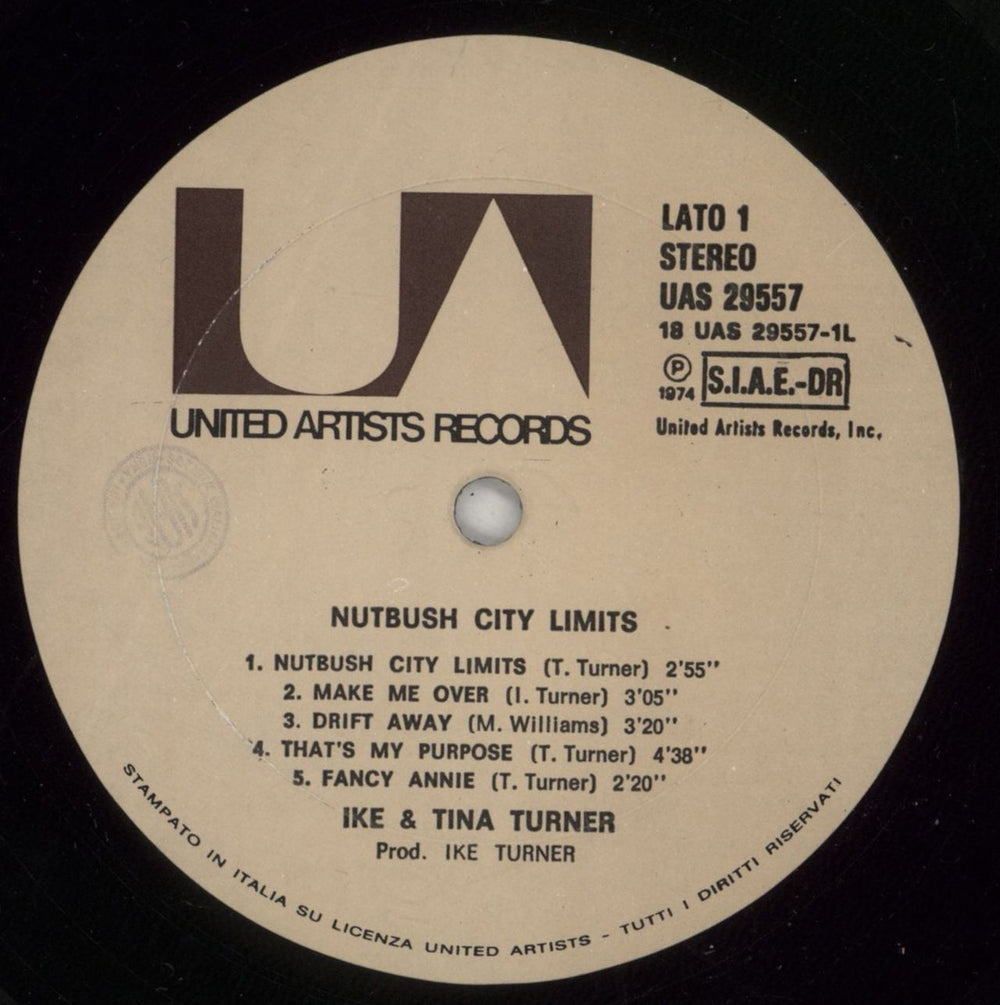 UA
UNITED ARTISTS RECORDS
LATO 1
STEREO
UAS 29557
18 UAS 29557-1L
Ⓟ
1974
S.I.A.E.-DR
United Artists Records, Inc.
NUTBUSH CITY LIMITS
1. NUTBUSH CITY LIMITS (T. Turner) 2'55"
2. MAKE ME OVER (I. Turner) 3'05"
3. DRIFT AWAY (M. Williams) 3'20"
4. THAT'S MY PURPOSE (T. Turner) 4'38"
5. FANCY ANNIE (T. Turner) 2'20"
IKE & TINA TURNER
Prod. IKE TURNER
STAMPATO IN ITALIA SU LICENZA UNITED ARTISTS - TUTTI I DIRITTI RISERVATI